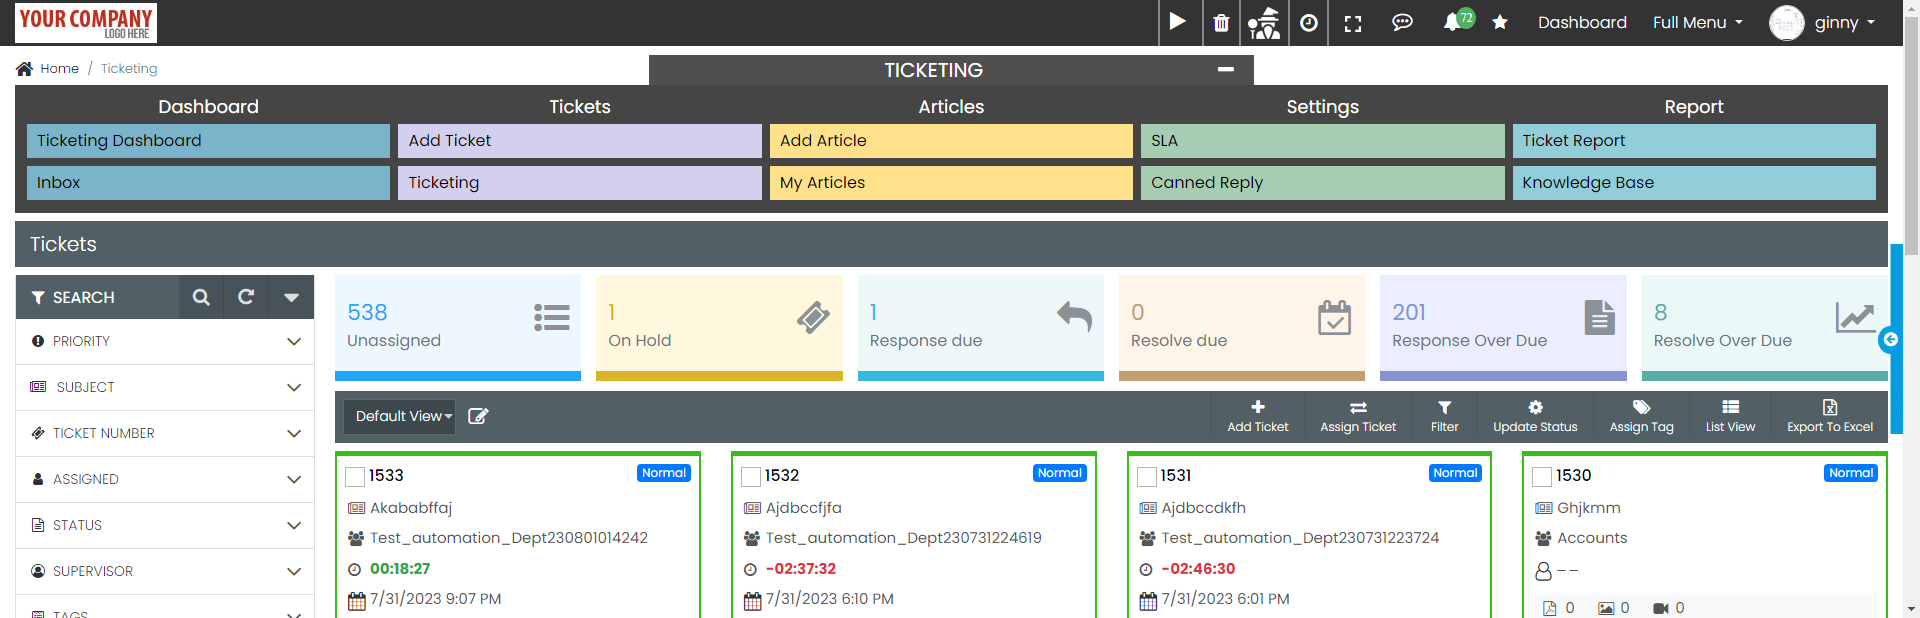 YOUR COMPANY
LOGO HERE
72
Dashboard
Full Menu
ginny
Home / Ticketing
TICKETING
Dashboard
Tickets
Articles
Settings
Report
Ticketing Dashboard
Add Ticket
Add Article
SLA
Ticket Report
Inbox
Ticketing
My Articles
Canned Reply
Knowledge Base
Tickets
SEARCH
PRIORITY
SUBJECT
TICKET NUMBER
ASSIGNED
STATUS
SUPERVISOR
TAGS
538
Unassigned
1
On Hold
1
Response due
0
Resolve due
201
Response Over Due
8
Resolve Over Due
Default View
Add Ticket
Assign Ticket
Filter
Update Status
Assign Tag
List View
Export To Excel
1533
Normal
Akababffaj
Test_automation_Dept230801014242
00:18:27
7/31/2023 9:07 PM
1532
Normal
Ajdbccfjfa
Test_automation_Dept230731224619
-02:37:32
7/31/2023 6:10 PM
1531
Normal
Ajdbccdkfh
Test_automation_Dept230731223724
-02:46:30
7/31/2023 6:01 PM
1530
Normal
Ghjkmm
Accounts
– –
0 0 0